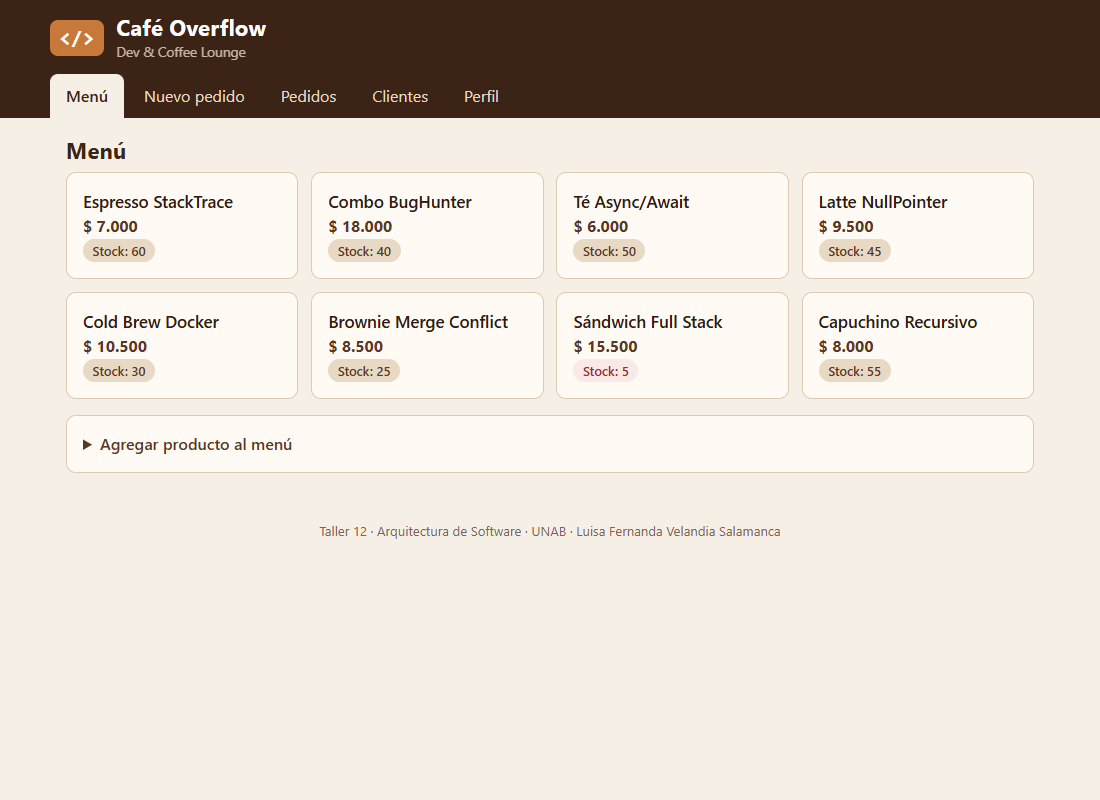 </>
Café Overflow
Dev & Coffee Lounge
Menú Nuevo pedido Pedidos Clientes Perfil
Menú
Espresso StackTrace
$ 7.000
Stock: 60
Combo BugHunter
$ 18.000
Stock: 40
Té Async/Await
$ 6.000
Stock: 50
Latte NullPointer
$ 9.500
Stock: 45
Cold Brew Docker
$ 10.500
Stock: 30
Brownie Merge Conflict
$ 8.500
Stock: 25
Sándwich Full Stack
$ 15.500
Stock: 5
Capuchino Recursivo
$ 8.000
Stock: 55
Agregar producto al menú
Taller 12 · Arquitectura de Software · UNAB · Luisa Fernanda Velandia Salamanca